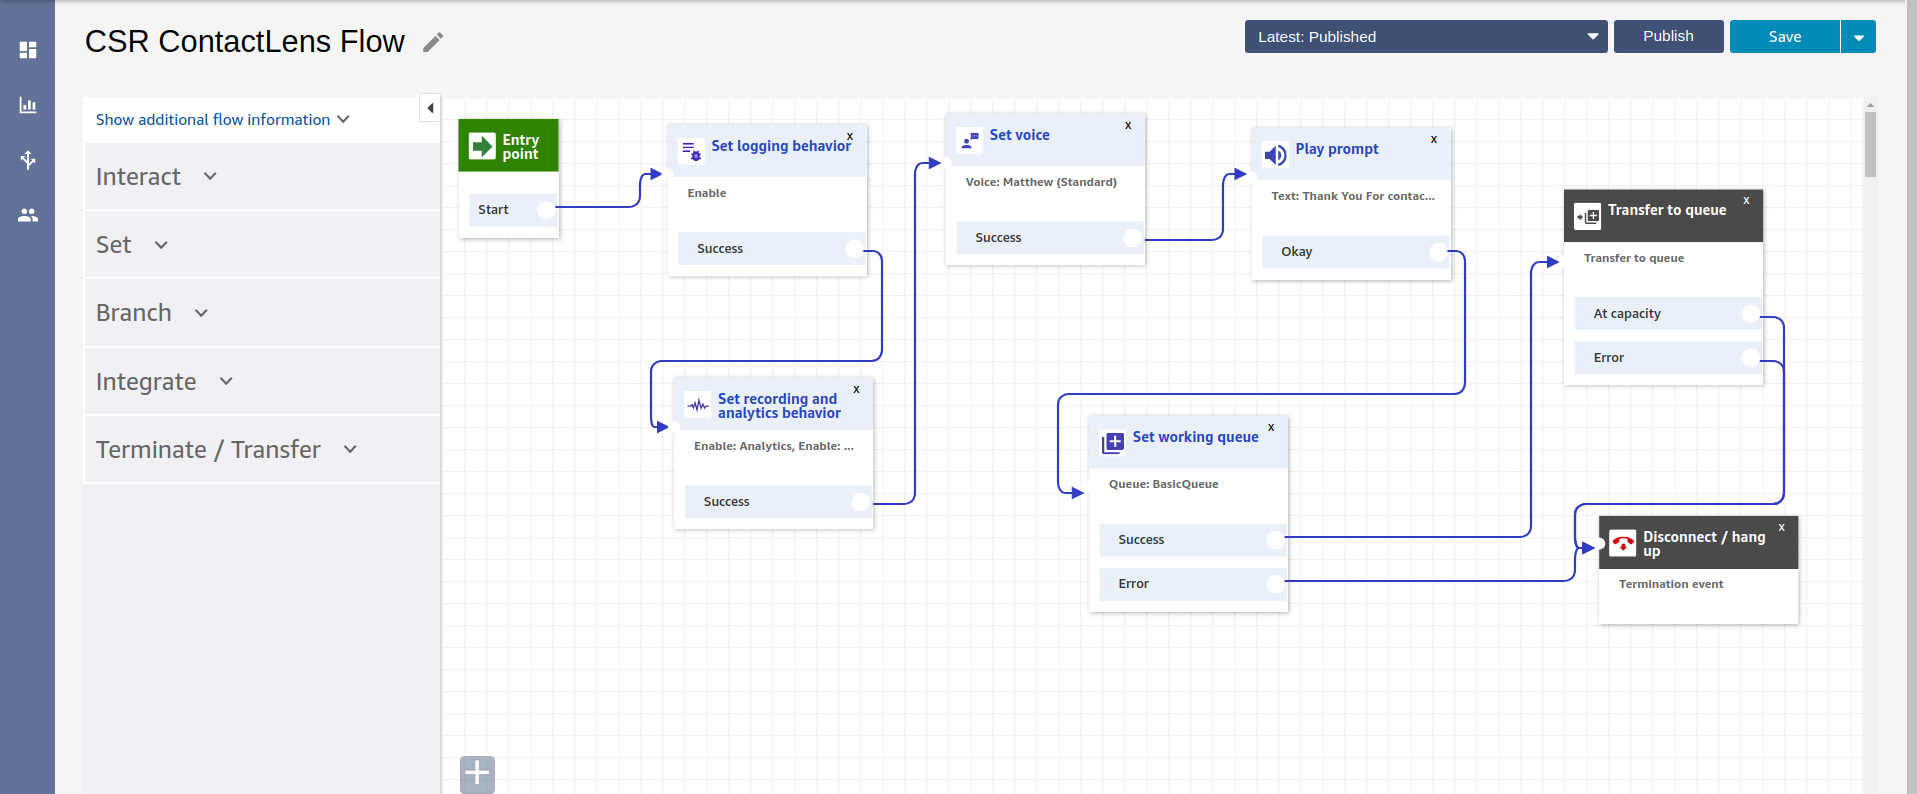 CSR ContactLens Flow
Latest: Published
Publish
Save
Show additional flow information
Interact
Set
Branch
Integrate
Terminate / Transfer
Entry
point
Start
Set logging behavior
x
Enable
Success
Set recording and
analytics behavior
x
Enable: Analytics, Enable: ...
Success
Set voice
x
Voice: Matthew (Standard)
Success
Play prompt
x
Text: Thank You For contac...
Okay
Set working queue
x
Queue: BasicQueue
Success
Error
Transfer to queue
x
Transfer to queue
At capacity
Error
Disconnect / hang
up
x
Termination event